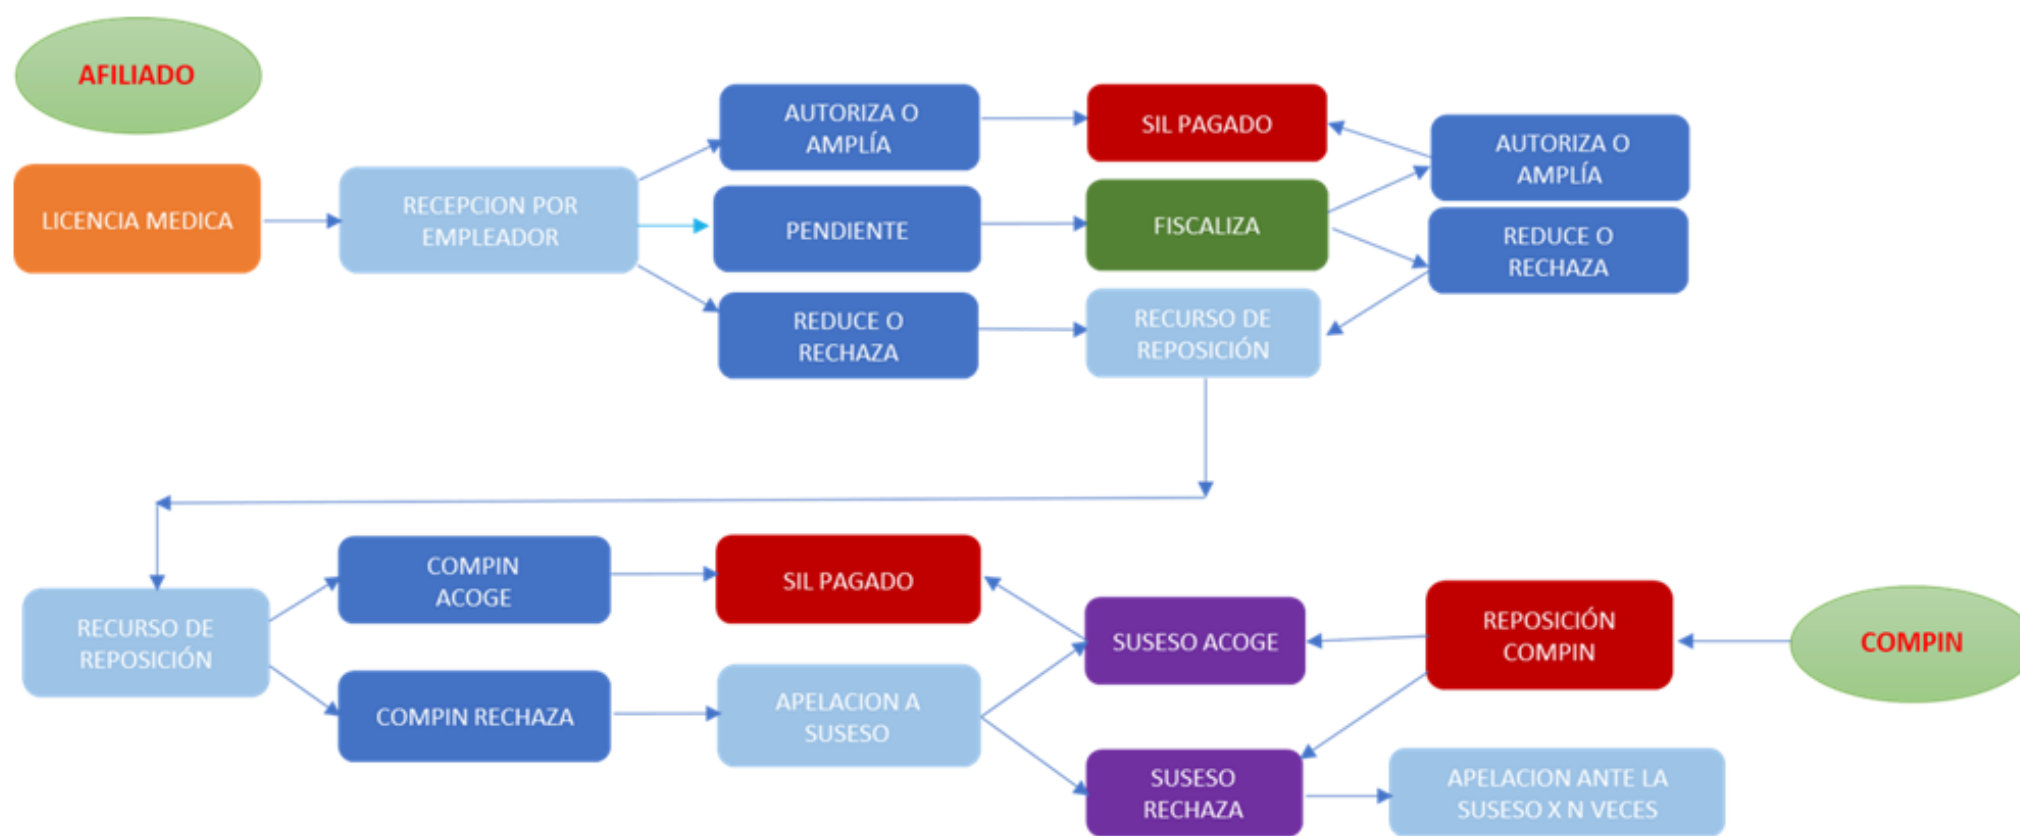 AFILIADO
LICENCIA MEDICA
RECEPCION POR
EMPLEADOR
AUTORIZA O
AMPLÍA
PENDIENTE
REDUCE O
RECHAZA
SIL PAGADO
FISCALIZA
RECURSO DE
REPOSICIÓN
AUTORIZA O
AMPLÍA
REDUCE O
RECHAZA
RECURSO DE
REPOSICIÓN
COMPIN
ACOGE
COMPIN RECHAZA
SIL PAGADO
APELACION A
SUSESO
SUSESO ACOGE
SUSESO
RECHAZA
REPOSICIÓN
COMPIN
APELACION ANTE LA
SUSESO X N VECES
COMPIN